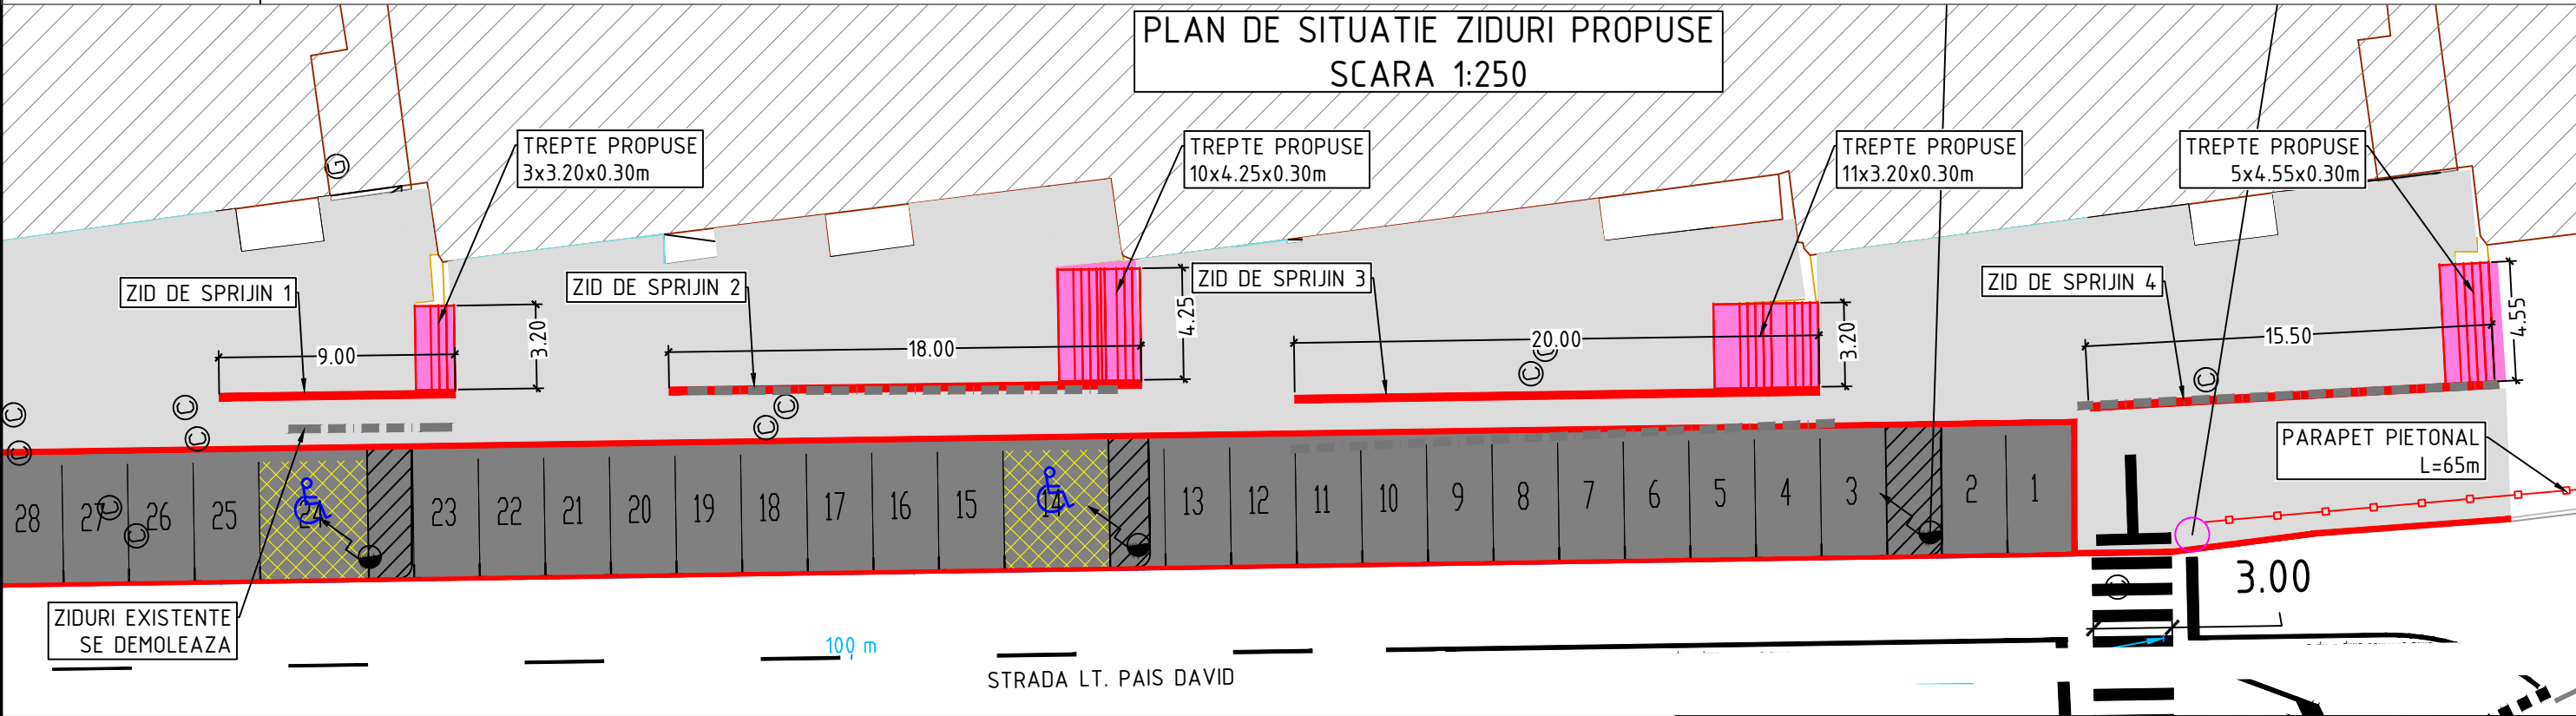 PLAN DE SITUATIE ZIDURI PROPUSE
SCARA 1:250
TREPTE PROPUSE
3x3.20x0.30m
TREPTE PROPUSE
10x4.25x0.30m
TREPTE PROPUSE
11x3.20x0.30m
TREPTE PROPUSE
5x4.55x0.30m
G
ZID DE SPRIJIN 1
ZID DE SPRIJIN 2
ZID DE SPRIJIN 3
ZID DE SPRIJIN 4
9.00
3.20
18.00
4.25
20.00
3.20
15.50
4.55
C
C
C
C
C
C
C
C
C
PARAPET PIETONAL
L=65m
28
27
C
26
C
25
24
23
22
21
20
19
18
17
16
15
14
13
12
11
10
9
8
7
6
5
4
3
2
1
3.00
C
ZIDURI EXISTENTE
SE DEMOLEAZA
100 m
STRADA LT. PAIS DAVID